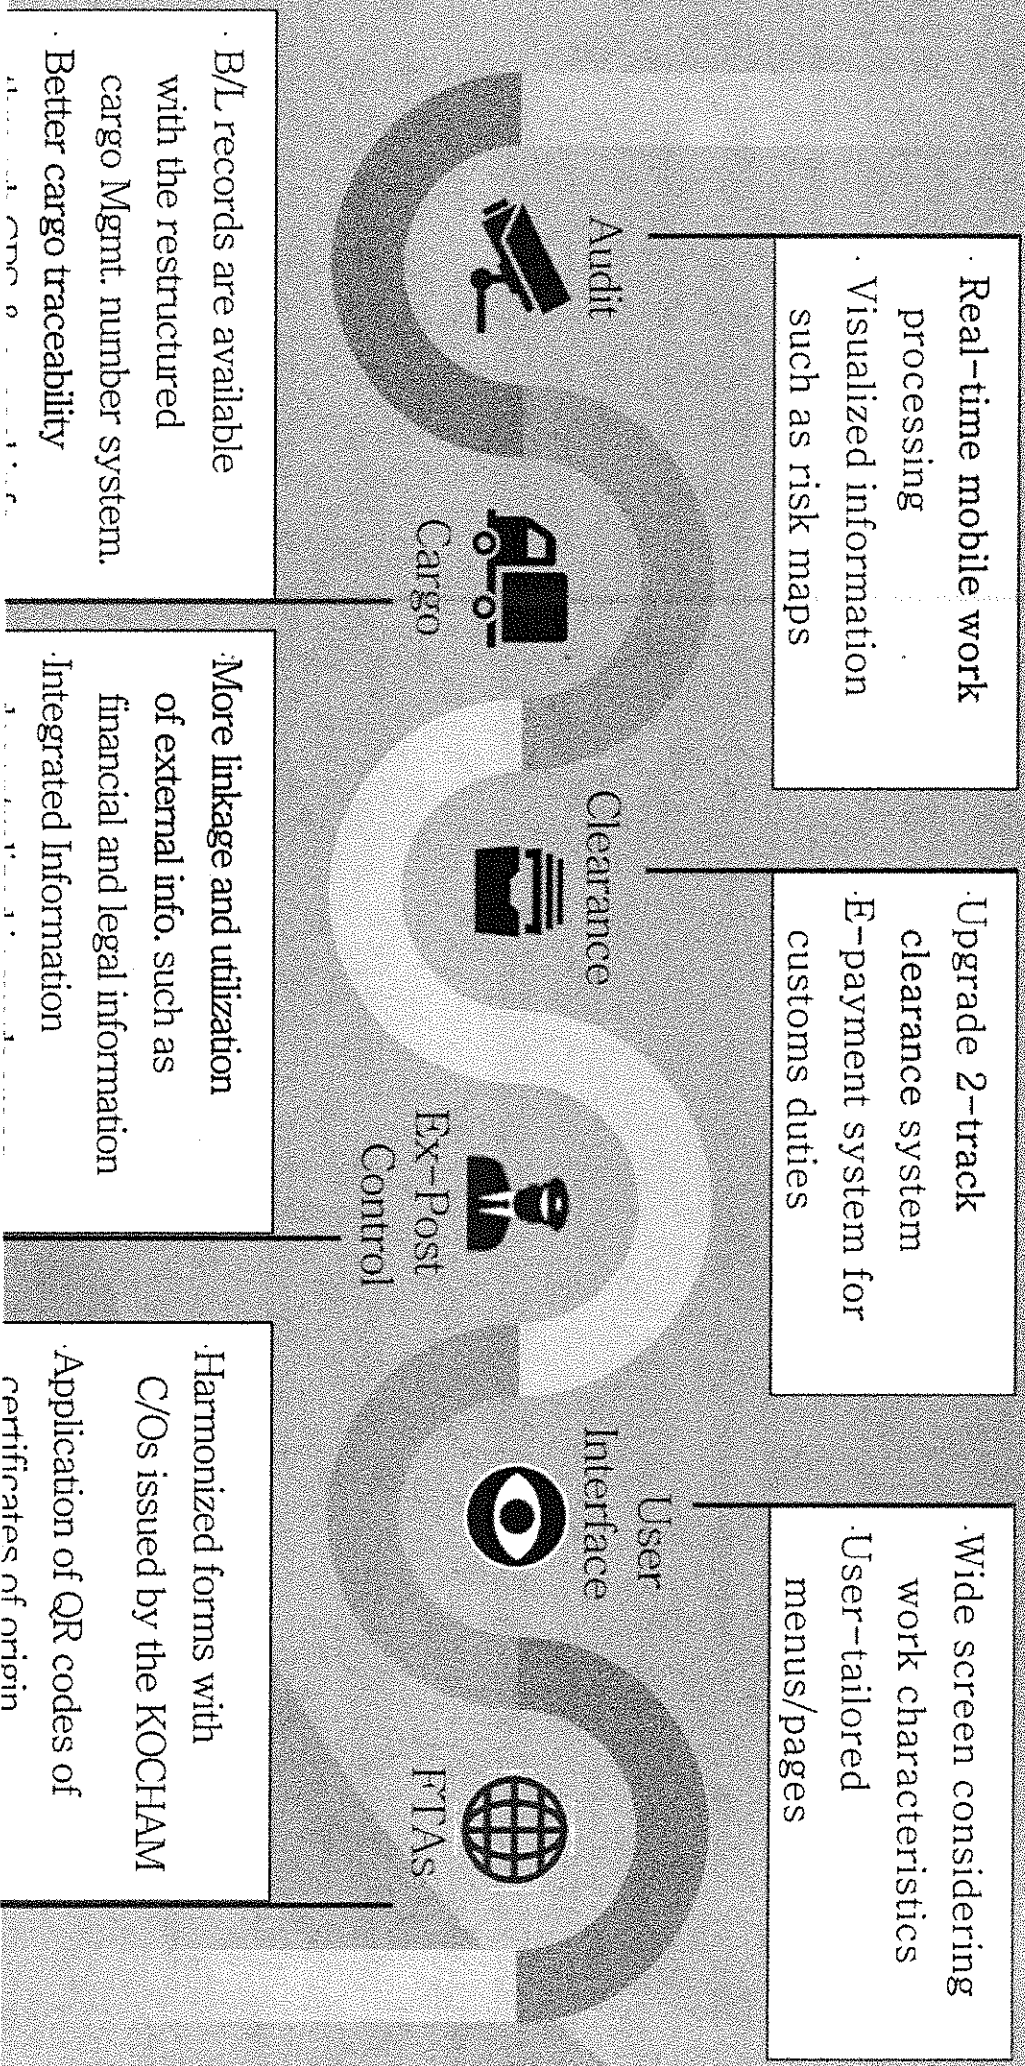 · Real-time mobile work
processing
· Visualized information
such as risk maps
·Upgrade 2-track
clearance system
·E-payment system for
customs duties
·Wide screen considering
work characteristics
·User-tailored
menus/pages
Audit
Clearance
User
Interface
Cargo
Ex-Post
Control
FTAs
· B/L records are available
with the restructured
cargo Mgmt. number system.
· Better cargo traceability
·More linkage and utilization
of external info. such as
financial and legal information
·Integrated Information
·Harmonized forms with
C/Os issued by the KOCHAM
·Application of QR codes of
certificates of origin